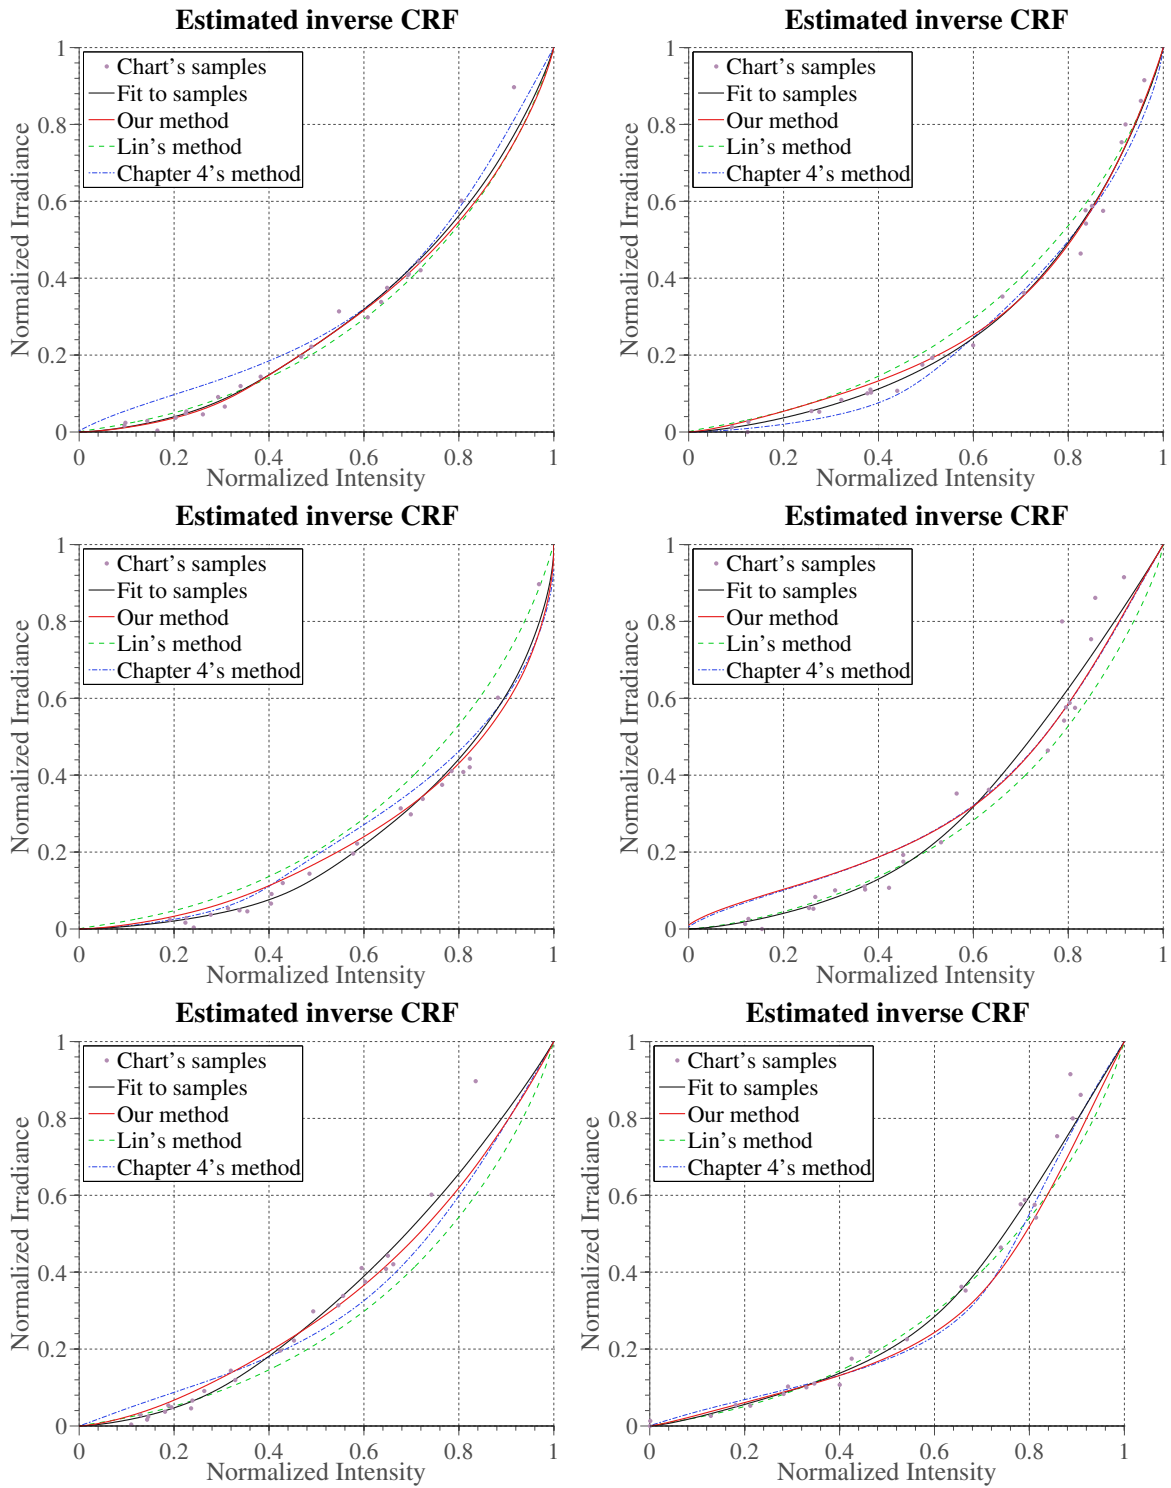 Estimated inverse CRF
1
0.8
0.6
0.4
0.2
0
Normalized Irradiance
Chart's samples
Fit to samples
Our method
Lin's method
Chapter 4's method
0 0.2 0.4 0.6 0.8 1
Normalized Intensity
Estimated inverse CRF
1
0.8
0.6
0.4
0.2
0
Normalized Irradiance
Chart's samples
Fit to samples
Our method
Lin's method
Chapter 4's method
0 0.2 0.4 0.6 0.8 1
Normalized Intensity
Estimated inverse CRF
1
0.8
0.6
0.4
0.2
0
Normalized Irradiance
Chart's samples
Fit to samples
Our method
Lin's method
Chapter 4's method
0 0.2 0.4 0.6 0.8 1
Normalized Intensity
Estimated inverse CRF
1
0.8
0.6
0.4
0.2
0
Normalized Irradiance
Chart's samples
Fit to samples
Our method
Lin's method
Chapter 4's method
0 0.2 0.4 0.6 0.8 1
Normalized Intensity
Estimated inverse CRF
1
0.8
0.6
0.4
0.2
0
Normalized Irradiance
Chart's samples
Fit to samples
Our method
Lin's method
Chapter 4's method
0 0.2 0.4 0.6 0.8 1
Normalized Intensity
Estimated inverse CRF
1
0.8
0.6
0.4
0.2
0
Normalized Irradiance
Chart's samples
Fit to samples
Our method
Lin's method
Chapter 4's method
0 0.2 0.4 0.6 0.8 1
Normalized Intensity